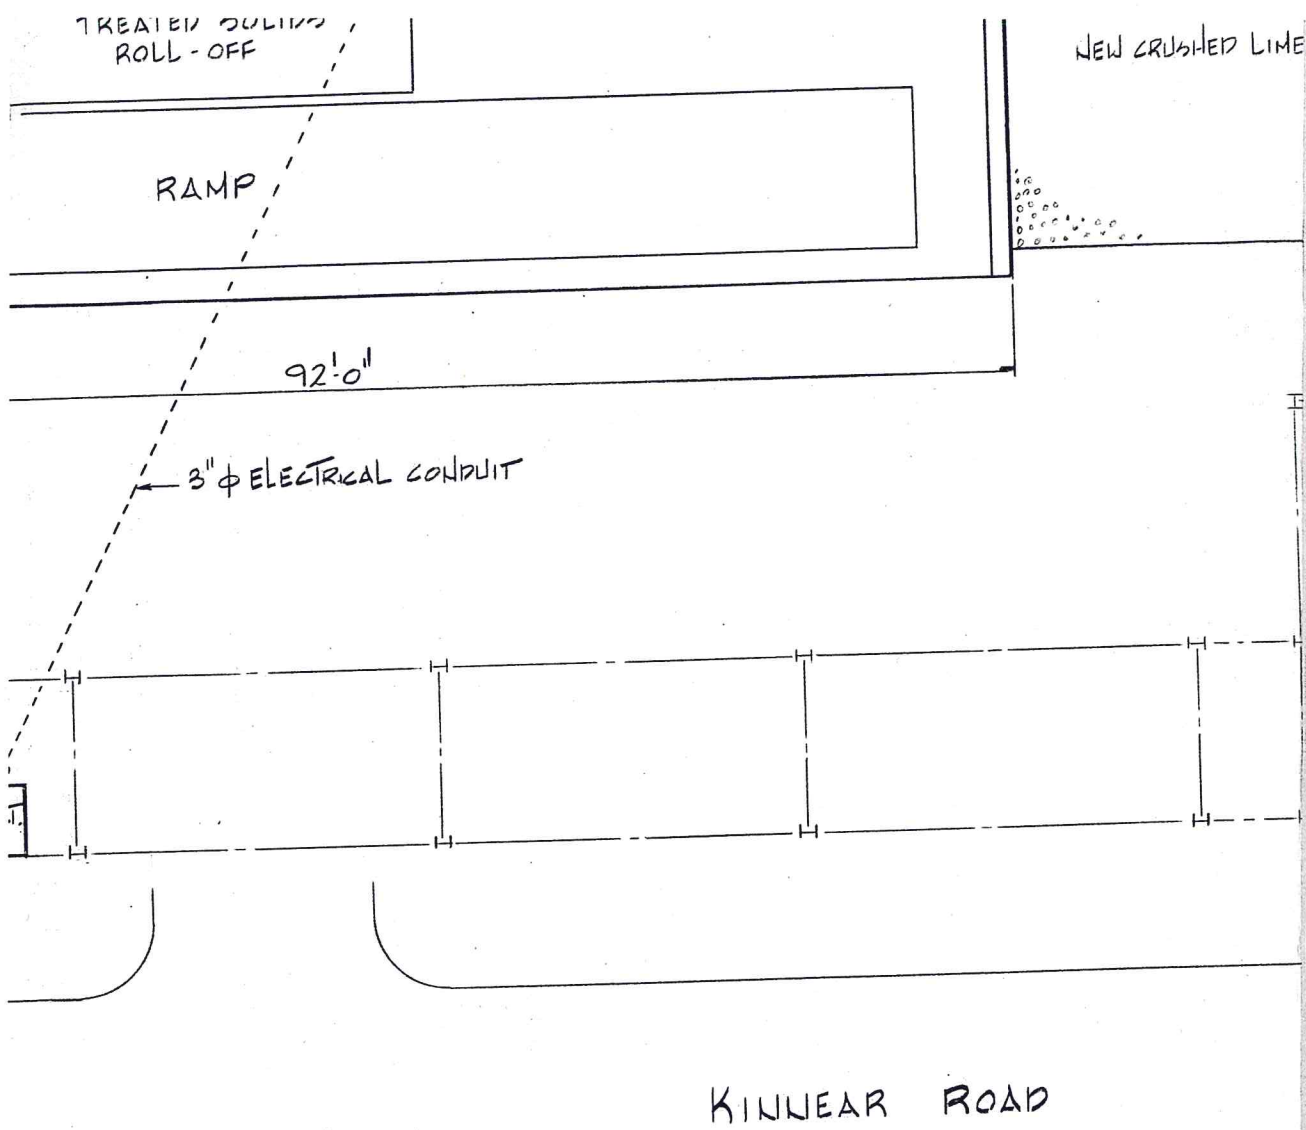 TREATED SOLIDS
ROLL-OFF
NEW CRUSHED LIME
RAMP
92'-0"
3"ϕ ELECTRICAL CONDUIT
KINNEAR ROAD